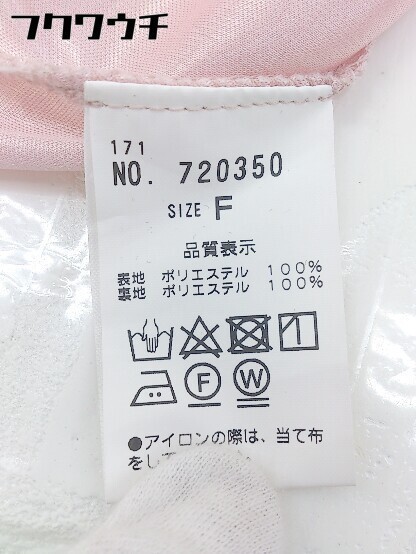 フクワウチ
171
NO. 720350
SIZE F
品質表示
表地 ポリエステル 100%
裏地 ポリエステル 100%
F W
●アイロンの際は、当て布
をし